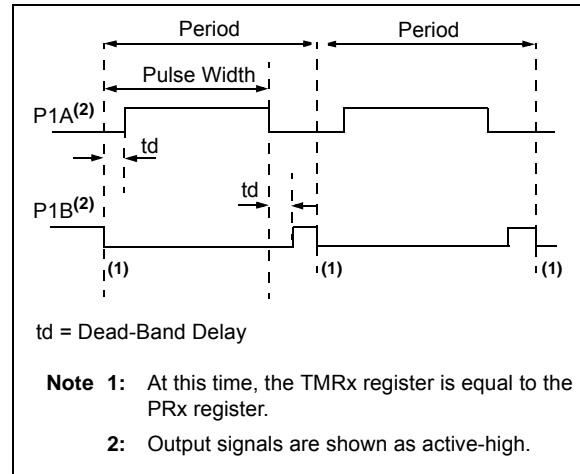 Period
Period
Pulse Width
P1A(2)
td
td
P1B(2)
(1)
(1)
(1)
td = Dead-Band Delay
Note 1: At this time, the TMRx register is equal to the
PRx register.
2: Output signals are shown as active-high.